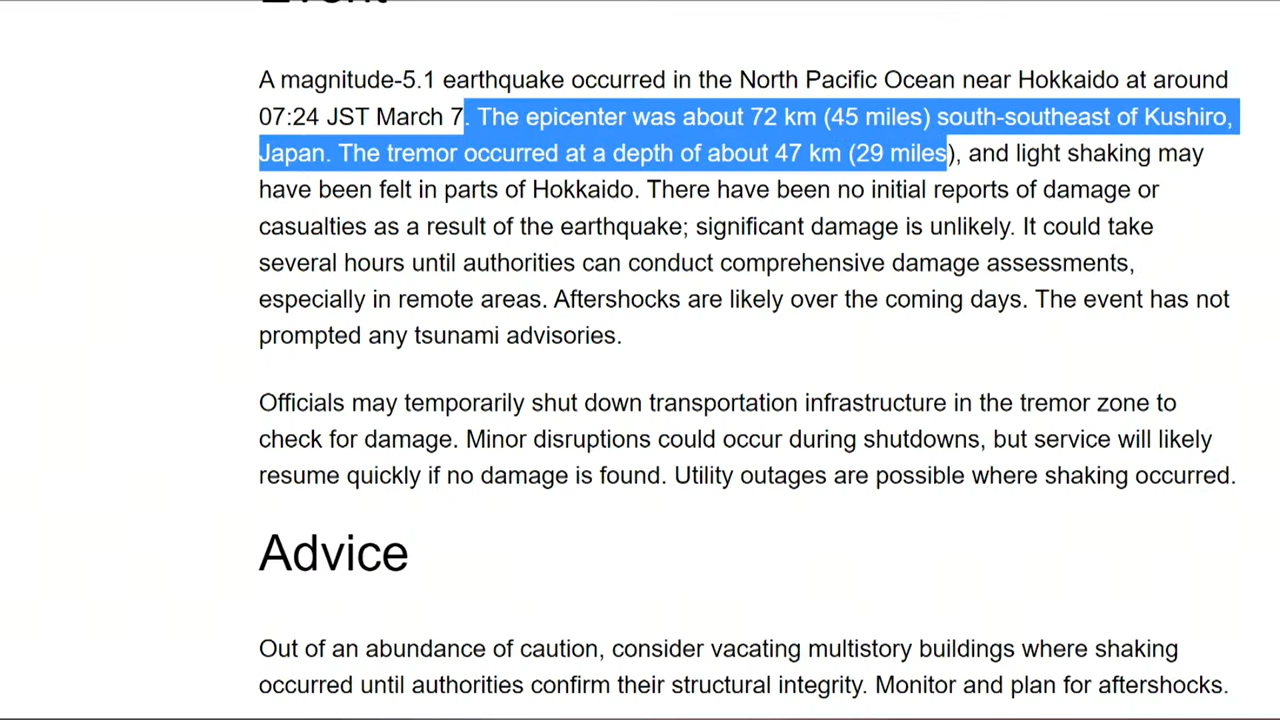 Event
A magnitude-5.1 earthquake occurred in the North Pacific Ocean near Hokkaido at around
07:24 JST March 7. The epicenter was about 72 km (45 miles) south-southeast of Kushiro,
Japan. The tremor occurred at a depth of about 47 km (29 miles), and light shaking may
have been felt in parts of Hokkaido. There have been no initial reports of damage or
casualties as a result of the earthquake; significant damage is unlikely. It could take
several hours until authorities can conduct comprehensive damage assessments,
especially in remote areas. Aftershocks are likely over the coming days. The event has not
prompted any tsunami advisories.
Officials may temporarily shut down transportation infrastructure in the tremor zone to
check for damage. Minor disruptions could occur during shutdowns, but service will likely
resume quickly if no damage is found. Utility outages are possible where shaking occurred.
Advice
Out of an abundance of caution, consider vacating multistory buildings where shaking
occurred until authorities confirm their structural integrity. Monitor and plan for aftershocks.